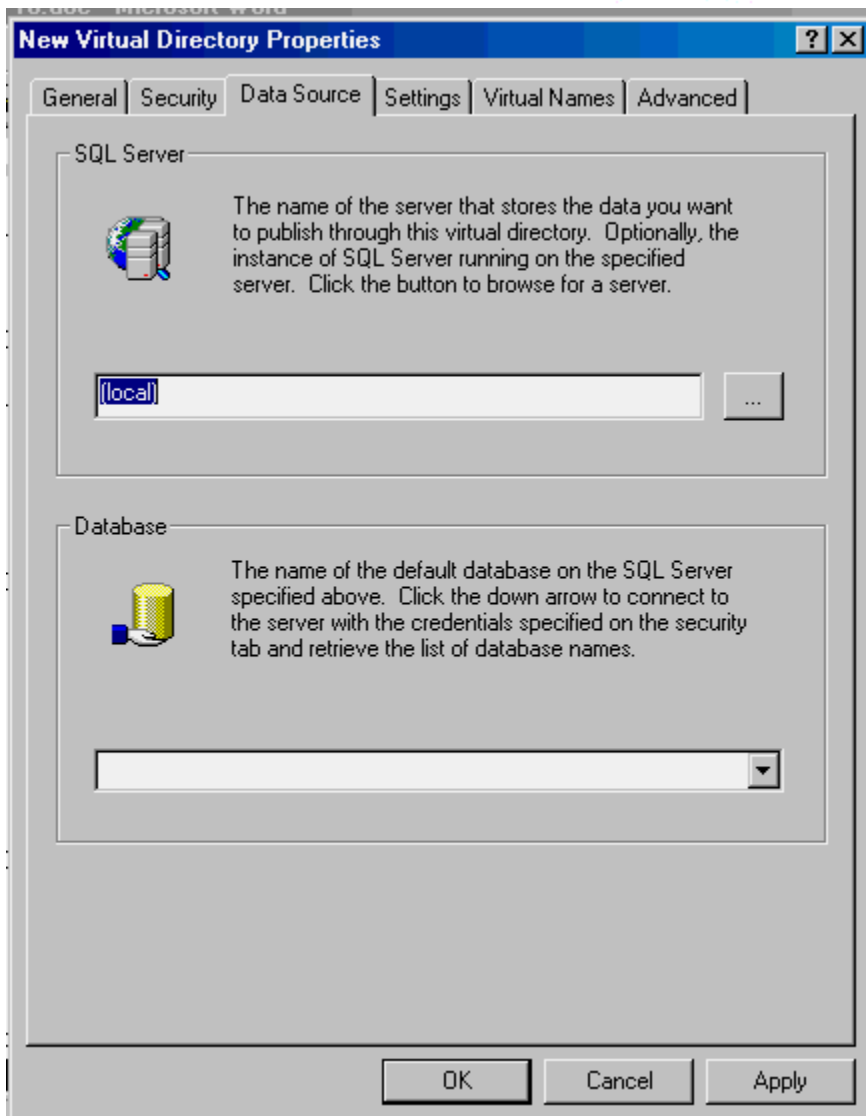 New Virtual Directory Properties
General Security Data Source Settings Virtual Names Advanced
SQL Server
The name of the server that stores the data you want
to publish through this virtual directory. Optionally, the
instance of SQL Server running on the specified
server. Click the button to browse for a server.
(local)
...
Database
The name of the default database on the SQL Server
specified above. Click the down arrow to connect to
the server with the credentials specified on the security
tab and retrieve the list of database names.
OK Cancel Apply